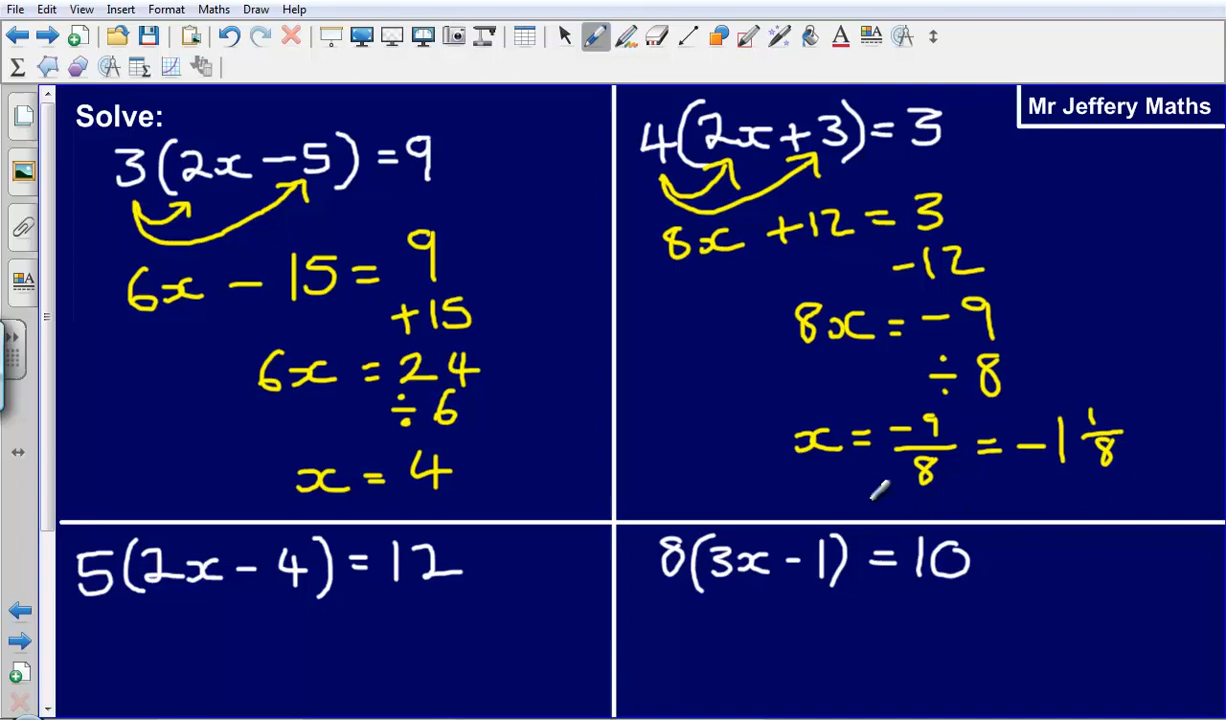 File Edit View Insert Format Maths Draw Help
Mr Jeffery Maths
Solve:
3(2x - 5) = 9
6x - 15 = 9
+15
6x = 24
÷ 6
x = 4
4(2x + 3) = 3
8x + 12 = 3
-12
8x = -9
÷ 8
x = -9/8 = -1 1/8
5(2x - 4) = 12
8(3x - 1) = 10